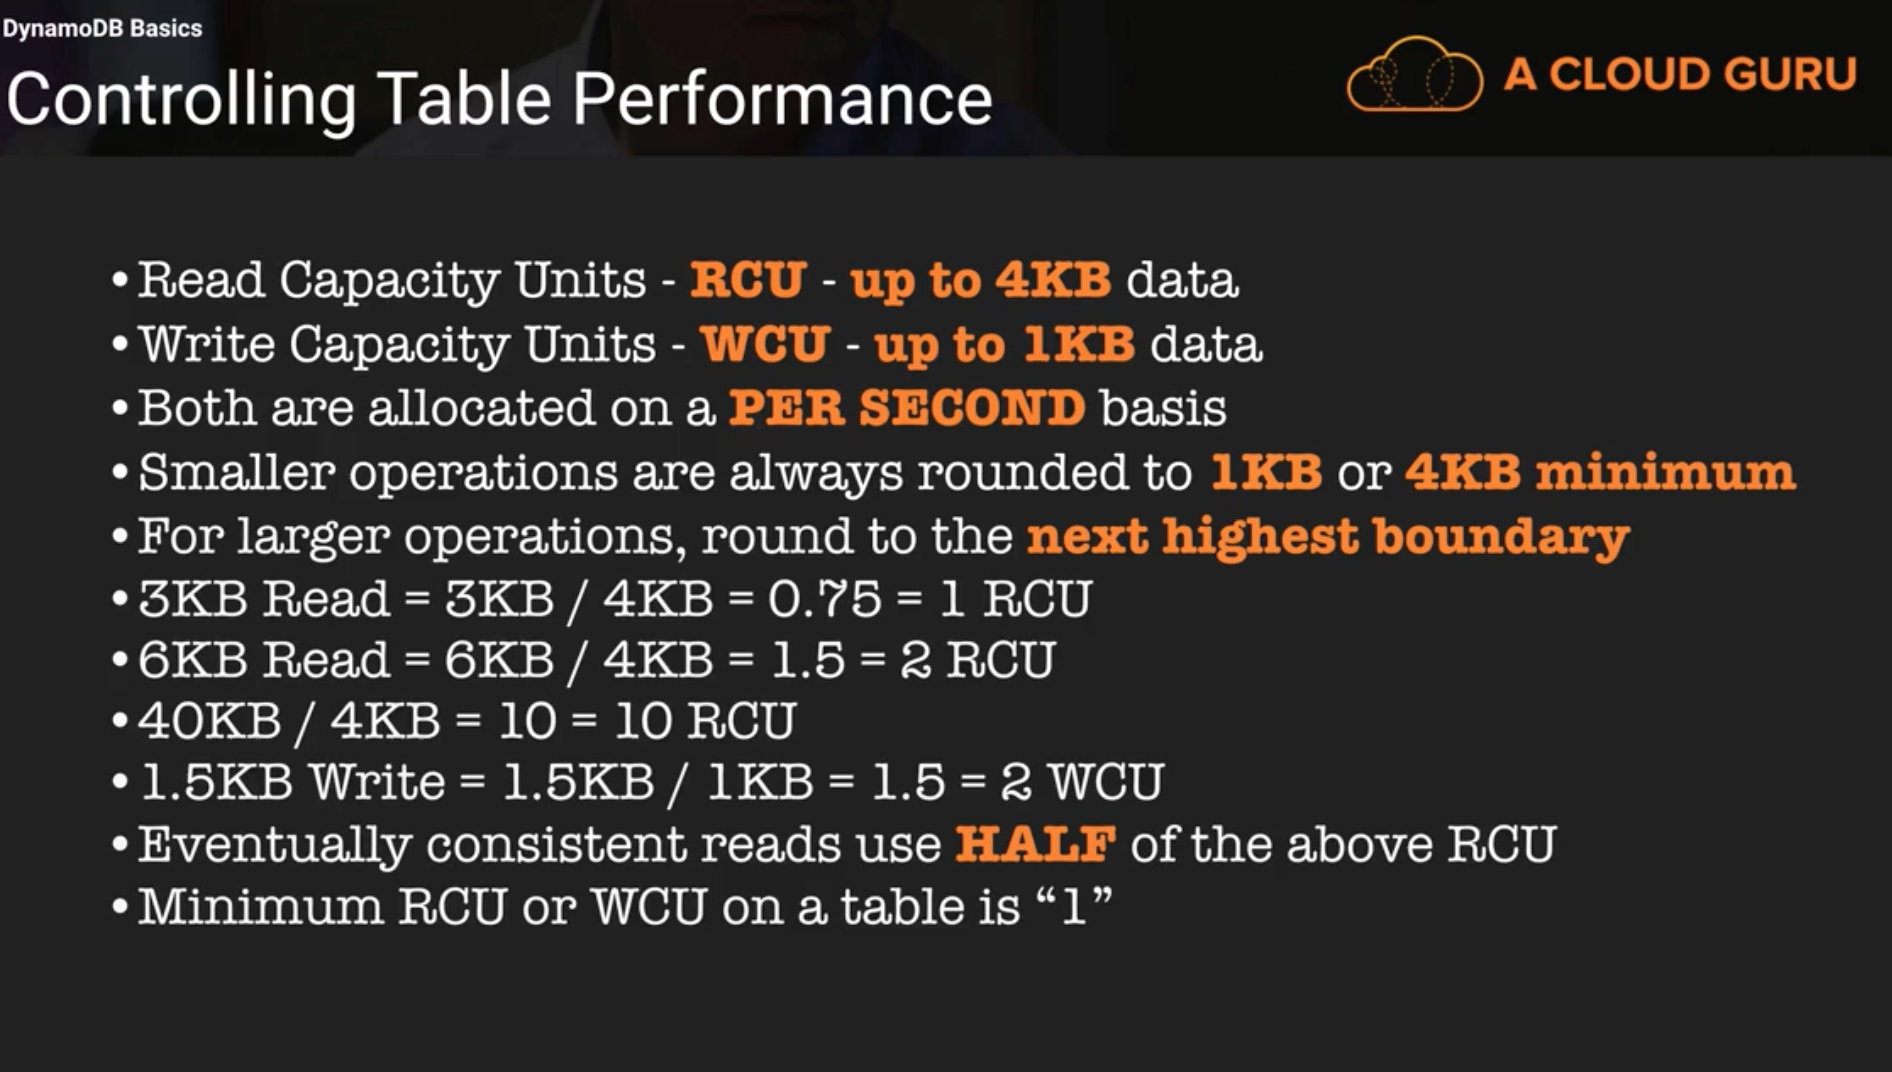 DynamoDB Basics
Controlling Table Performance
A CLOUD GURU
•Read Capacity Units - RCU - up to 4KB data
•Write Capacity Units - WCU - up to 1KB data
•Both are allocated on a PER SECOND basis
•Smaller operations are always rounded to 1KB or 4KB minimum
•For larger operations, round to the next highest boundary
•3KB Read = 3KB / 4KB = 0.75 = 1 RCU
•6KB Read = 6KB / 4KB = 1.5 = 2 RCU
•40KB / 4KB = 10 = 10 RCU
•1.5KB Write = 1.5KB / 1KB = 1.5 = 2 WCU
•Eventually consistent reads use HALF of the above RCU
•Minimum RCU or WCU on a table is “1”